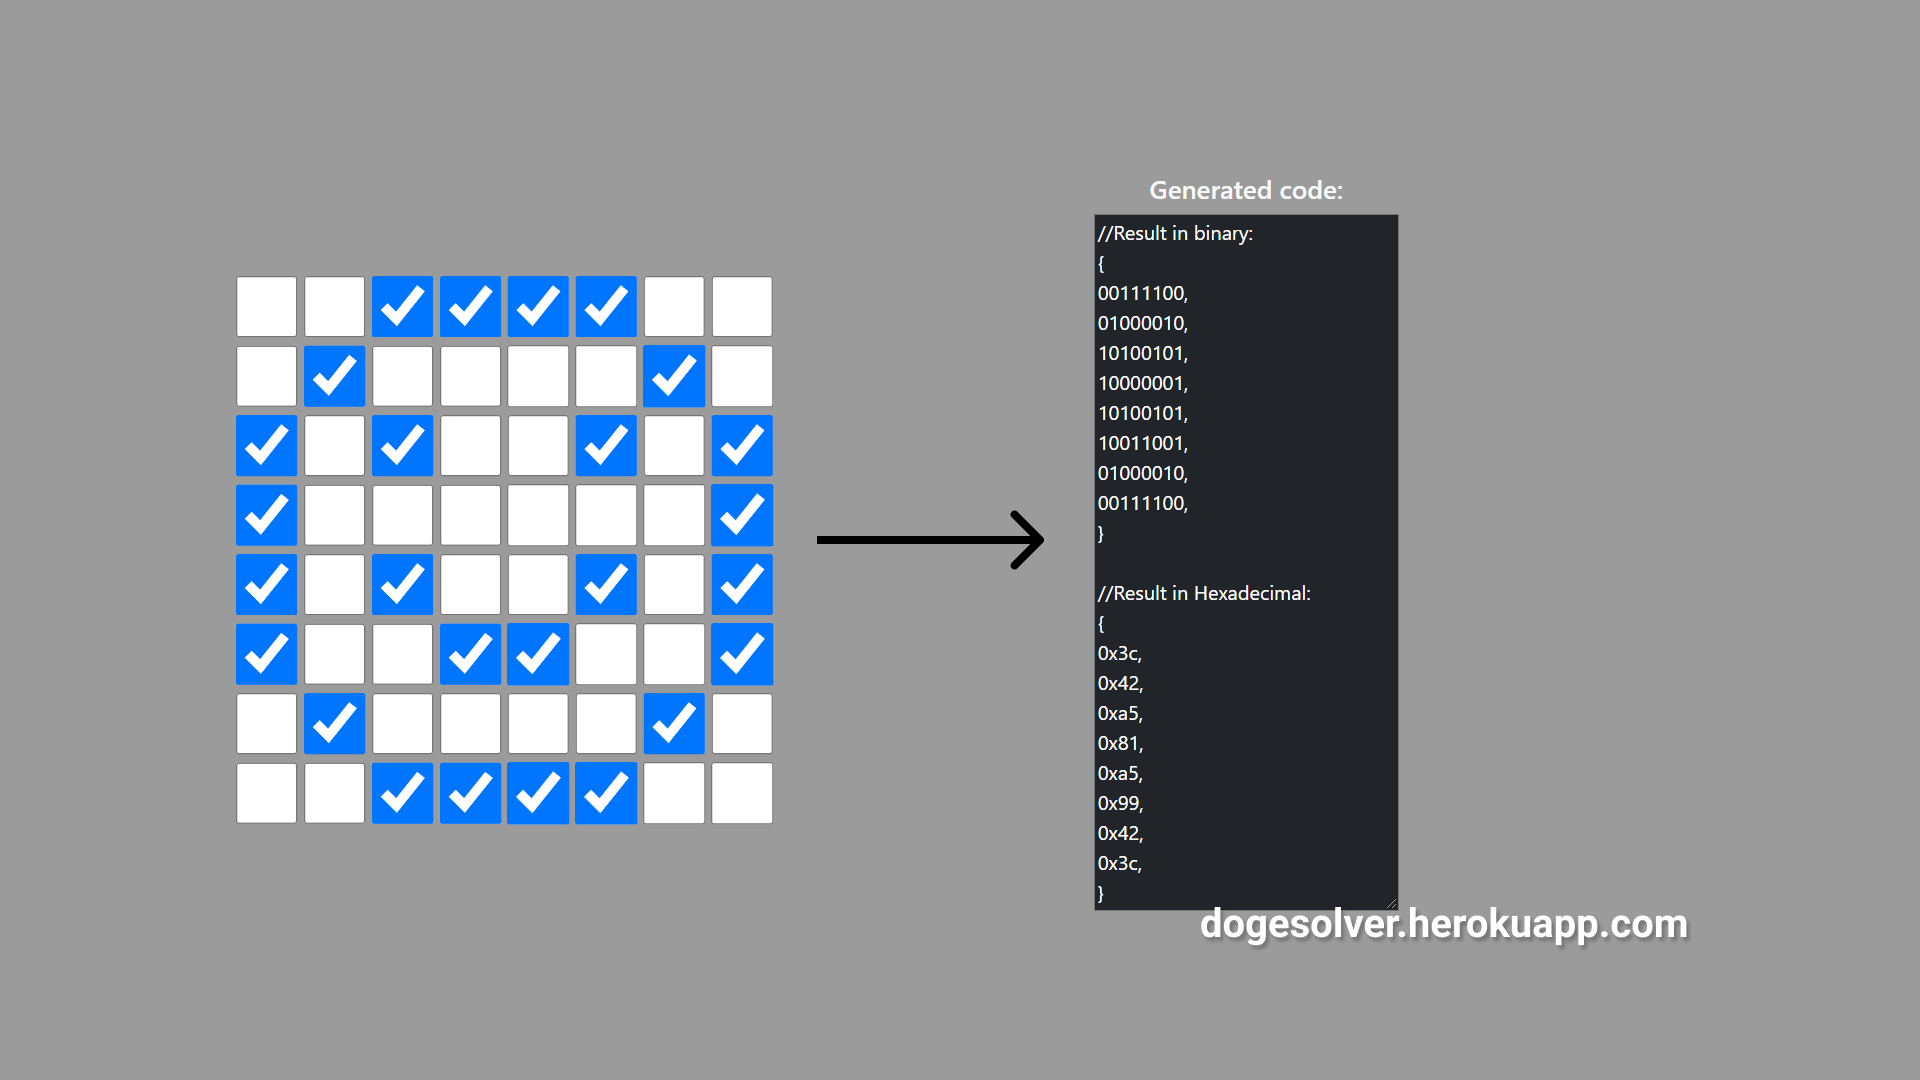 Generated code:
//Result in binary:
{
00111100,
01000010,
10100101,
10000001,
10100101,
10011001,
01000010,
00111100,
}
//Result in Hexadecimal:
{
0x3c,
0x42,
0xa5,
0x81,
0xa5,
0x99,
0x42,
0x3c,
}
dogesolver.herokuapp.com